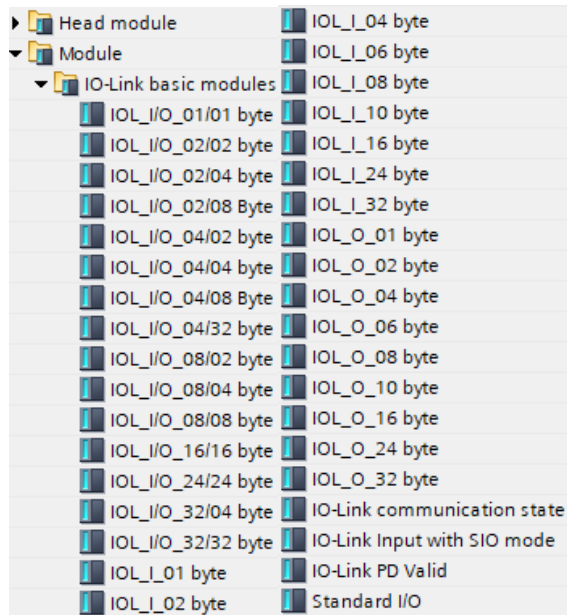 Head module
Module
IO-Link basic modules
IOL_I/O_01/01 byte
IOL_I/O_02/02 byte
IOL_I/O_02/04 byte
IOL_I/O_02/08 Byte
IOL_I/O_04/02 byte
IOL_I/O_04/04 byte
IOL_I/O_04/08 Byte
IOL_I/O_04/32 byte
IOL_I/O_08/02 byte
IOL_I/O_08/04 byte
IOL_I/O_08/08 byte
IOL_I/O_16/16 byte
IOL_I/O_24/24 byte
IOL_I/O_32/04 byte
IOL_I/O_32/32 byte
IOL_I_01 byte
IOL_I_02 byte
IOL_I_04 byte
IOL_I_06 byte
IOL_I_08 byte
IOL_I_10 byte
IOL_I_16 byte
IOL_I_24 byte
IOL_I_32 byte
IOL_O_01 byte
IOL_O_02 byte
IOL_O_04 byte
IOL_O_06 byte
IOL_O_08 byte
IOL_O_10 byte
IOL_O_16 byte
IOL_O_24 byte
IOL_O_32 byte
IO-Link communication state
IO-Link Input with SIO mode
IO-Link PD Valid
Standard I/O